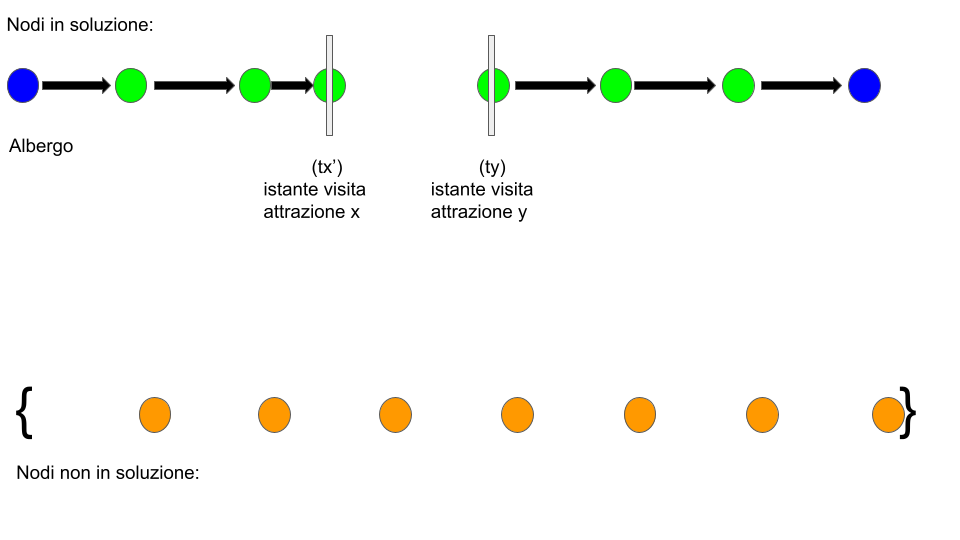 Nodi in soluzione:
Albergo
(tx’)
istante visita
attrazione x
(ty)
istante visita
attrazione y
{
}
Nodi non in soluzione: